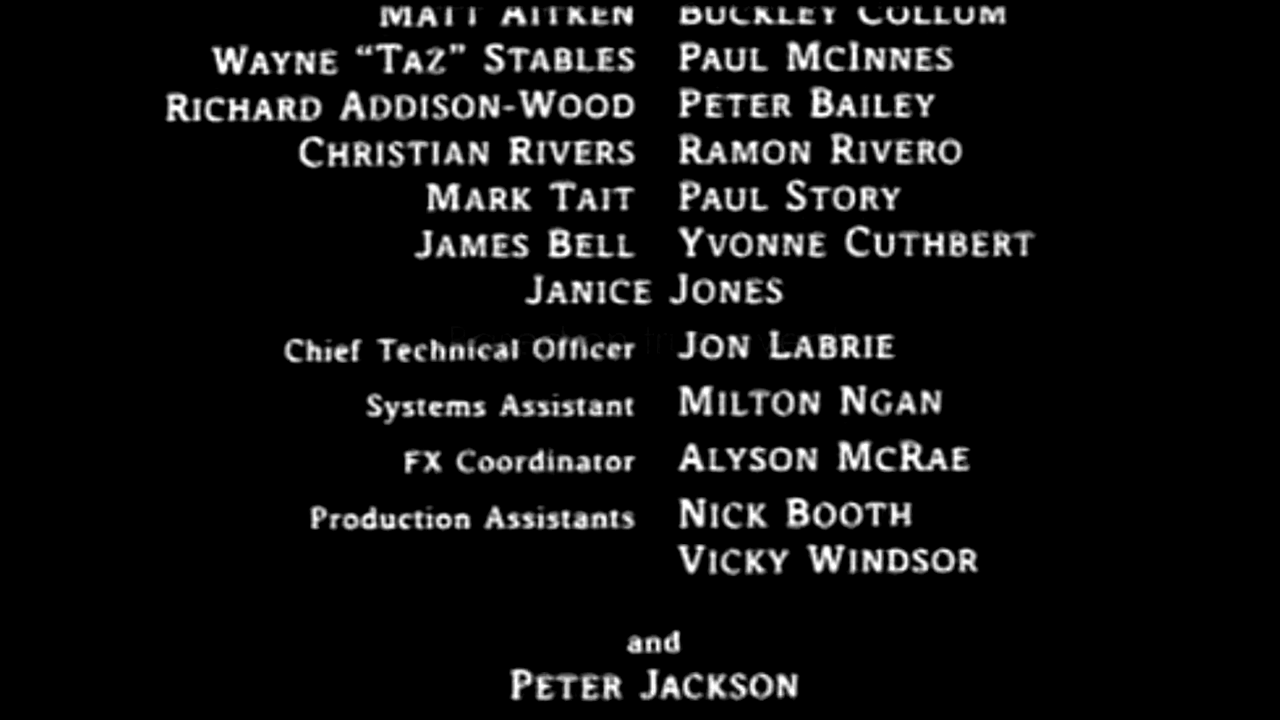 MATT AITKEN BUCKLEY COLLUM
WAYNE “TAZ” STABLES PAUL MCINNES
RICHARD ADDISON-WOOD PETER BAILEY
CHRISTIAN RIVERS RAMON RIVERO
MARK TAIT PAUL STORY
JAMES BELL YVONNE CUTHBERT
JANICE JONES
Chief Technical Officer JON LABRIE
Systems Assistant MILTON NGAN
FX Coordinator ALYSON MCRAE
Production Assistants NICK BOOTH
VICKY WINDSOR
and
PETER JACKSON